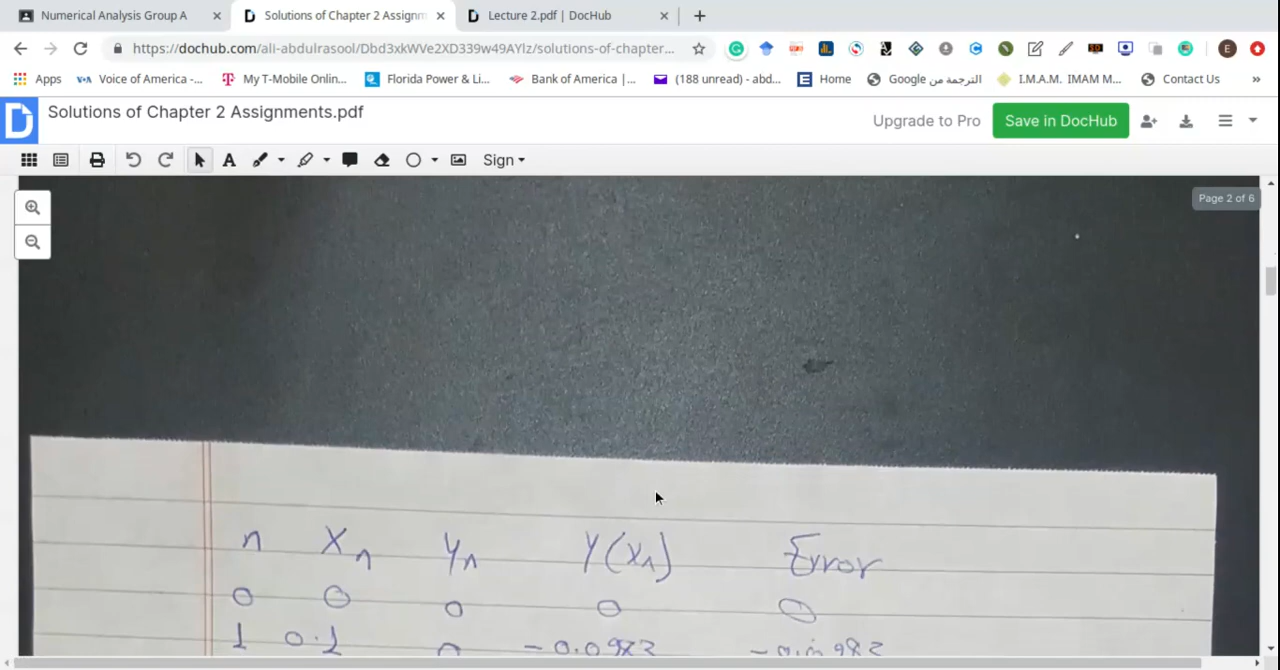 Numerical Analysis Group A
Solutions of Chapter 2 Assignm
Lecture 2.pdf | DocHub
https://dochub.com/ali-abdulrasool/Dbd3xkWVe2XD339w49AYlz/solutions-of-chapter...
Apps Voice of America -... My T-Mobile Onlin... Florida Power & Li... Bank of America |... (188 unread) - abd... Home الترجمة من Google I.M.A.M. IMAM M... Contact Us »
Solutions of Chapter 2 Assignments.pdf
Upgrade to Pro Save in DocHub
A Sign
Page 2 of 6
n Xn yn Y(xn) Error
0 0 0 0 0
1 0.1 0 -0.0983